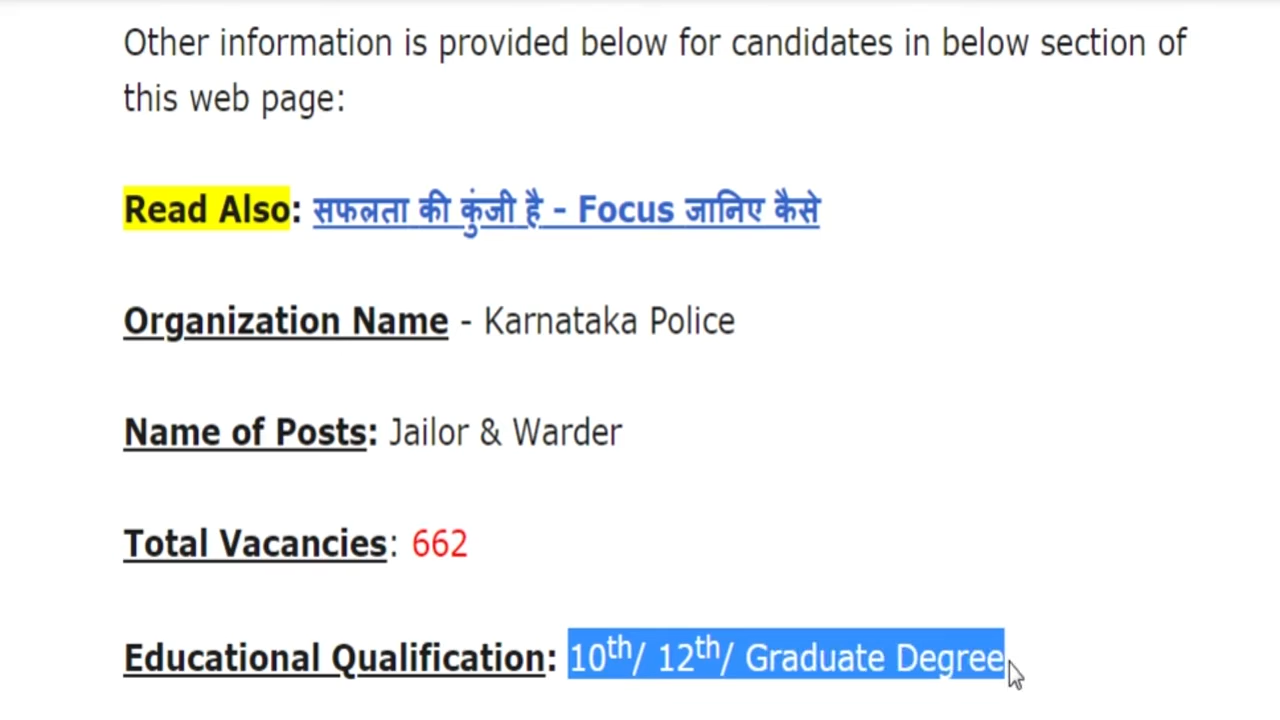 Other information is provided below for candidates in below section of
this web page:
Read Also: सफलता की कुंजी है - Focus जानिए कैसे
Organization Name - Karnataka Police
Name of Posts: Jailor & Warder
Total Vacancies: 662
Educational Qualification: 10th/ 12th/ Graduate Degree